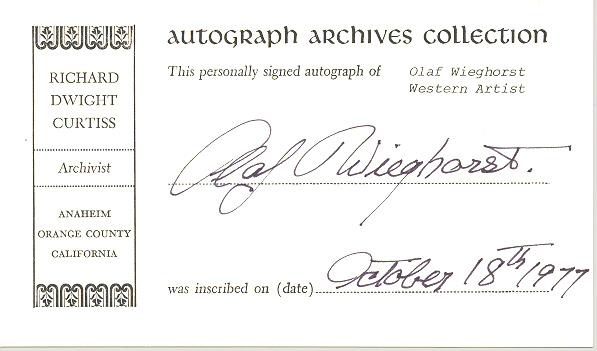 RICHARD
DWIGHT
CURTISS
Archivist
ANAHEIM
ORANGE COUNTY
CALIFORNIA
AUTOGRAPH ARCHIVES COLLECTION
This personally signed autograph of Olaf Wieghorst
Western Artist
Olaf Wieghorst.
was inscribed on (date) October 18th 1977